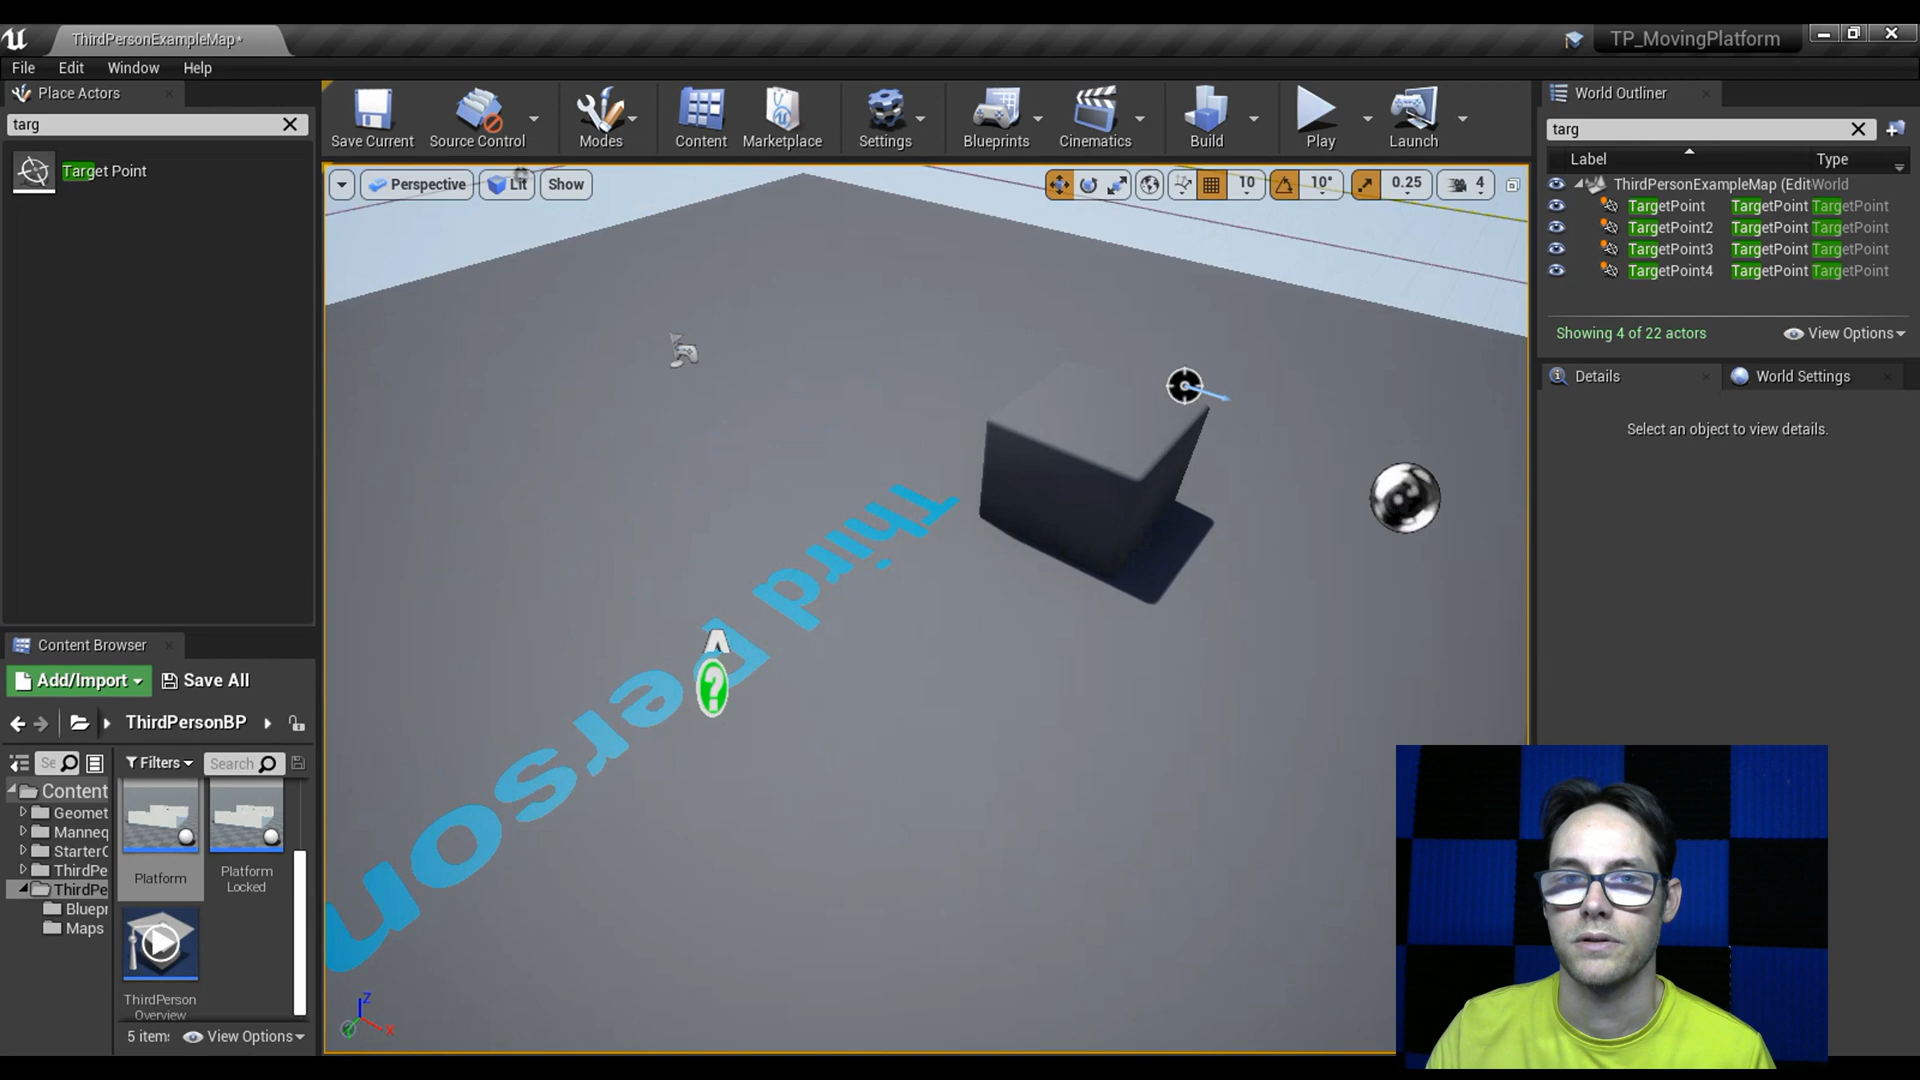 ThirdPersonExampleMap*
TP_MovingPlatform
File Edit Window Help
Place Actors
targ
Target Point
Save Current
Source Control
Modes
Content
Marketplace
Settings
Blueprints
Cinematics
Build
Play
Launch
Perspective
Lit
Show
10
10°
0.25
4
World Outliner
targ
Label
Type
ThirdPersonExampleMap (Edit World
TargetPoint TargetPoint TargetPoint
TargetPoint2 TargetPoint TargetPoint
TargetPoint3 TargetPoint TargetPoint
TargetPoint4 TargetPoint TargetPoint
Showing 4 of 22 actors
View Options
Details
World Settings
Select an object to view details.
Third Person
?
Z
X
Content Browser
Add/Import
Save All
ThirdPersonBP
Se
Filters
Search
Content
Geomet
Mannequ
StarterC
ThirdPe
ThirdPe
Bluepr
Maps
Platform
Platform
Locked
ThirdPerson
Overview
5 items
View Options